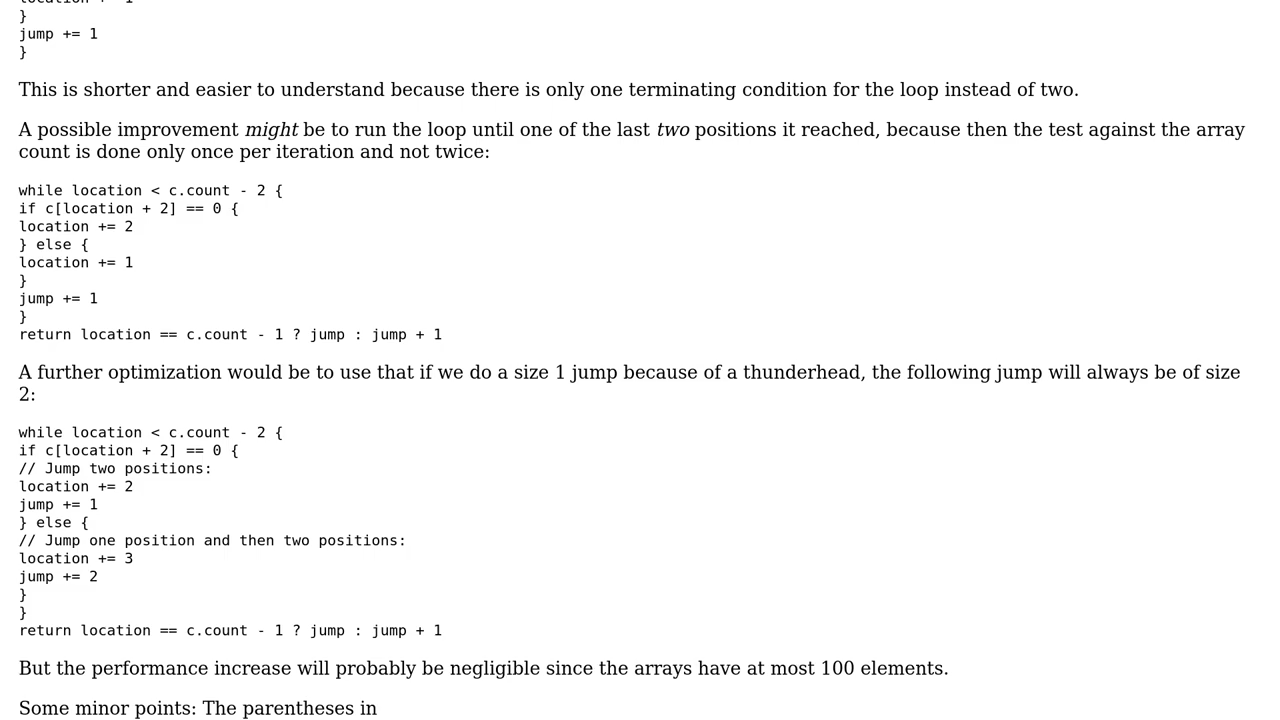 }
jump += 1
}
This is shorter and easier to understand because there is only one terminating condition for the loop instead of two.
A possible improvement might be to run the loop until one of the last two positions it reached, because then the test against the array
count is done only once per iteration and not twice:
while location < c.count - 2 {
if c[location + 2] == 0 {
location += 2
} else {
location += 1
}
jump += 1
}
return location == c.count - 1 ? jump : jump + 1
A further optimization would be to use that if we do a size 1 jump because of a thunderhead, the following jump will always be of size
2:
while location < c.count - 2 {
if c[location + 2] == 0 {
// Jump two positions:
location += 2
jump += 1
} else {
// Jump one position and then two positions:
location += 3
jump += 2
}
}
return location == c.count - 1 ? jump : jump + 1
But the performance increase will probably be negligible since the arrays have at most 100 elements.
Some minor points: The parentheses in